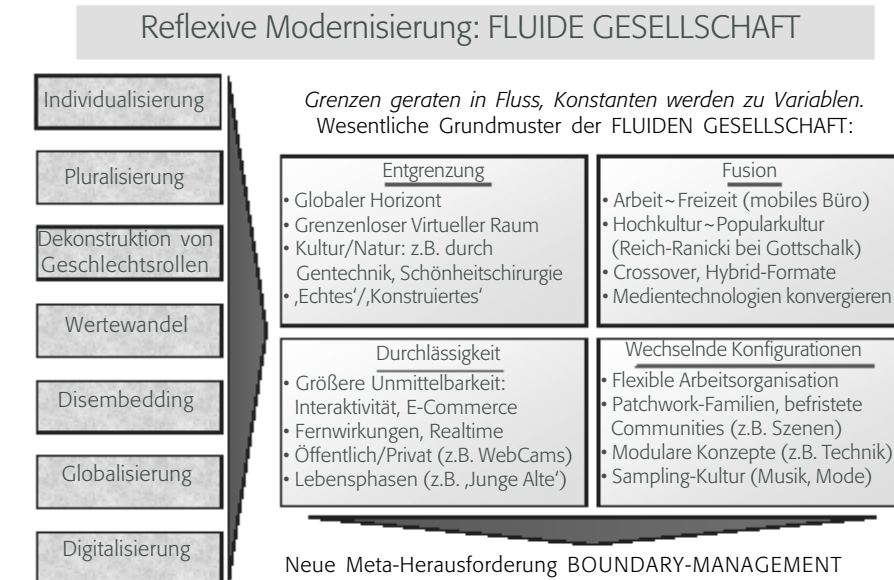 Reflexive Modernisierung: FLUIDE GESELLSCHAFT
Individualisierung
Pluralisierung
Dekonstruktion von
Geschlechtsrollen
Wertewandel
Disembedding
Globalisierung
Digitalisierung
Grenzen geraten in Fluss, Konstanten werden zu Variablen.
Wesentliche Grundmuster der FLUIDEN GESELLSCHAFT:
Entgrenzung
• Globaler Horizont
• Grenzenloser Virtueller Raum
• Kultur/Natur: z.B. durch
Gentechnik, Schönheitschirurgie
• ‚Echtes‘/‚Konstruiertes‘
Fusion
• Arbeit~Freizeit (mobiles Büro)
• Hochkultur~Popularkultur
(Reich-Ranicki bei Gottschalk)
• Crossover, Hybrid-Formate
• Medientechnologien konvergieren
Durchlässigkeit
• Größere Unmittelbarkeit:
Interaktivität, E-Commerce
• Fernwirkungen, Realtime
• Öffentlich/Privat (z.B. WebCams)
• Lebensphasen (z.B. ‚Junge Alte‘)
Wechselnde Konfigurationen
• Flexible Arbeitsorganisation
• Patchwork-Familien, befristete
Communities (z.B. Szenen)
• Modulare Konzepte (z.B. Technik)
• Sampling-Kultur (Musik, Mode)
Neue Meta-Herausforderung BOUNDARY-MANAGEMENT